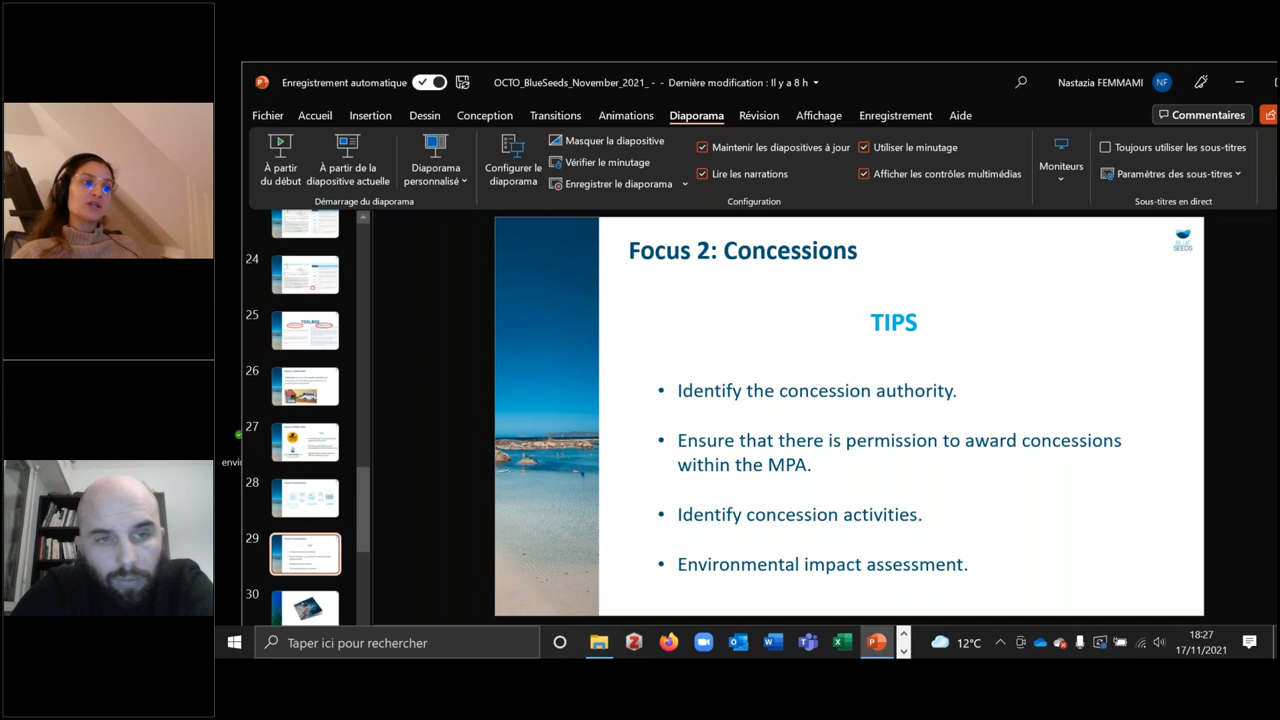 Enregistrement automatique
OCTO_BlueSeeds_November_2021_ - - Dernière modification : Il y a 8 h
Nastazia FEMMAMI NF
Fichier Accueil Insertion Dessin Conception Transitions Animations Diaporama Révision Affichage Enregistrement Aide Commentaires
À partir du début
À partir de la diapositive actuelle
Diaporama personnalisé
Démarrage du diaporama
Configurer le diaporama
Masquer la diapositive
Vérifier le minutage
Enregistrer le diaporama
Maintenir les diapositives à jour
Utiliser le minutage
Lire les narrations
Afficher les contrôles multimédias
Configuration
Moniteurs
Toujours utiliser les sous-titres
Paramètres des sous-titres
Sous-titres en direct
24
25
TOOLBOX
26
27
28
29
30
envi
Focus 2: Concessions
BLUE
SEEDS
TIPS
• Identify the concession authority.
• Ensure that there is permission to award concessions
within the MPA.
• Identify concession activities.
• Environmental impact assessment.
Taper ici pour rechercher
12°C
18:27
17/11/2021